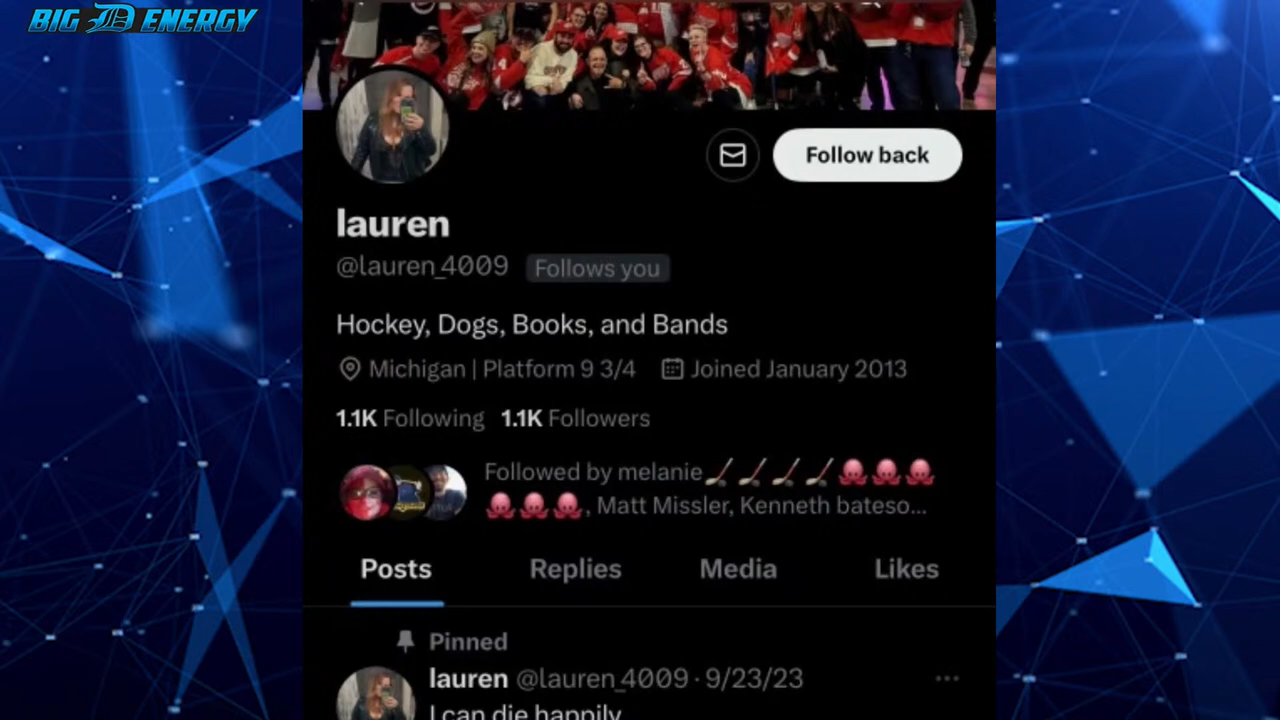 BIG D ENERGY
Follow back
lauren
@lauren_4009 Follows you
Hockey, Dogs, Books, and Bands
Michigan | Platform 9 3/4 Joined January 2013
1.1K Following 1.1K Followers
Followed by melanie🏒🏒🏒🏒🐙🐙🐙
🐙🐙🐙, Matt Missler, Kenneth bateso...
Posts Replies Media Likes
Pinned
lauren @lauren_4009 · 9/23/23 ...
I can die happily